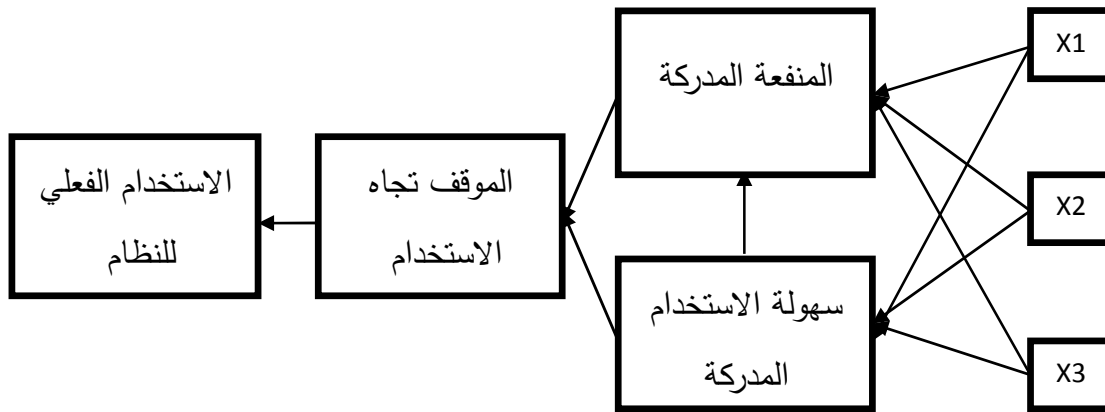 X1
المنفعة المدركة
الموقف تجاه
الاستخدام
الاستخدام الفعلي
للنظام
X2
سهولة الاستخدام
المدركة
X3